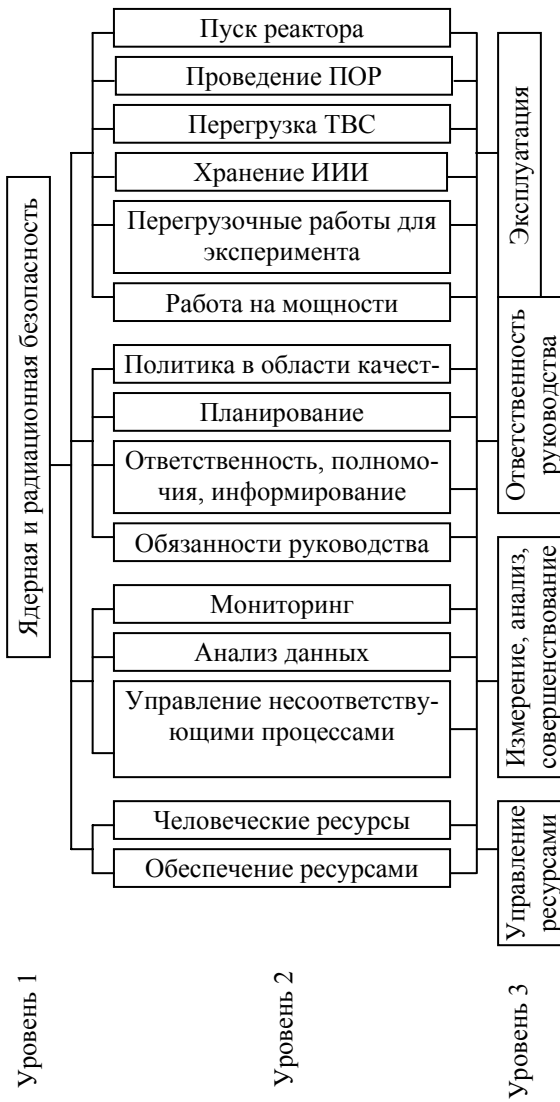 Ядерная и радиационная безопасность
Пуск реактора
Проведение ПОР
Перегрузка ТВС
Хранение ИИИ
Перегрузочные работы для
эксперимента
Работа на мощности
Политика в области качест-
Планирование
Ответственность, полномо-
чия, информирование
Обязанности руководства
Мониторинг
Анализ данных
Управление несоответству-
ющими процессами
Человеческие ресурсы
Обеспечение ресурсами
Эксплуатация
Ответственность
руководства
Измерение, анализ,
совершенствование
Управление
ресурсами
Уровень 1
Уровень 2
Уровень 3